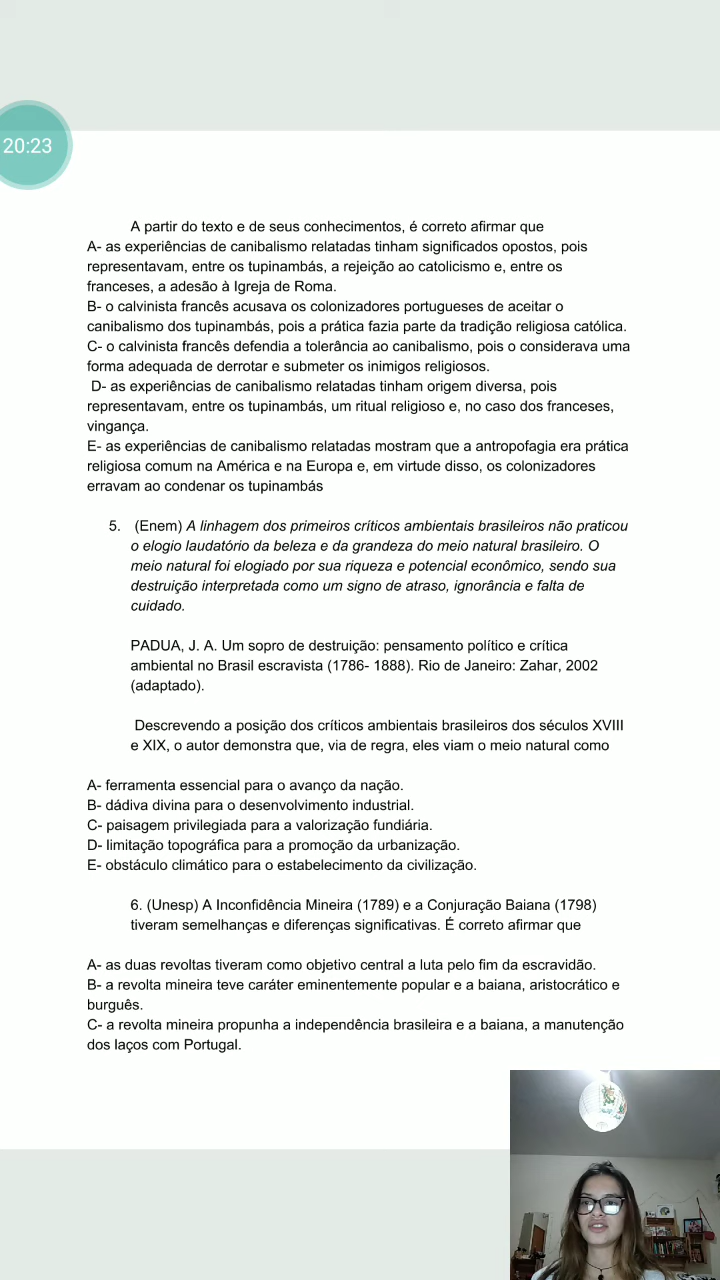 20:23
A partir do texto e de seus conhecimentos, é correto afirmar que
A- as experiências de canibalismo relatadas tinham significados opostos, pois
representavam, entre os tupinambás, a rejeição ao catolicismo e, entre os
franceses, a adesão à Igreja de Roma.
B- o calvinista francês acusava os colonizadores portugueses de aceitar o
canibalismo dos tupinambás, pois a prática fazia parte da tradição religiosa católica.
C- o calvinista francês defendia a tolerância ao canibalismo, pois o considerava uma
forma adequada de derrotar e submeter os inimigos religiosos.
D- as experiências de canibalismo relatadas tinham origem diversa, pois
representavam, entre os tupinambás, um ritual religioso e, no caso dos franceses,
vingança.
E- as experiências de canibalismo relatadas mostram que a antropofagia era prática
religiosa comum na América e na Europa e, em virtude disso, os colonizadores
erravam ao condenar os tupinambás
5. (Enem) A linhagem dos primeiros críticos ambientais brasileiros não praticou
o elogio laudatório da beleza e da grandeza do meio natural brasileiro. O
meio natural foi elogiado por sua riqueza e potencial econômico, sendo sua
destruição interpretada como um signo de atraso, ignorância e falta de
cuidado.
PADUA, J. A. Um sopro de destruição: pensamento político e crítica
ambiental no Brasil escravista (1786- 1888). Rio de Janeiro: Zahar, 2002
(adaptado).
Descrevendo a posição dos críticos ambientais brasileiros dos séculos XVIII
e XIX, o autor demonstra que, via de regra, eles viam o meio natural como
A- ferramenta essencial para o avanço da nação.
B- dádiva divina para o desenvolvimento industrial.
C- paisagem privilegiada para a valorização fundiária.
D- limitação topográfica para a promoção da urbanização.
E- obstáculo climático para o estabelecimento da civilização.
6. (Unesp) A Inconfidência Mineira (1789) e a Conjuração Baiana (1798)
tiveram semelhanças e diferenças significativas. É correto afirmar que
A- as duas revoltas tiveram como objetivo central a luta pelo fim da escravidão.
B- a revolta mineira teve caráter eminentemente popular e a baiana, aristocrático e
burguês.
C- a revolta mineira propunha a independência brasileira e a baiana, a manutenção
dos laços com Portugal.